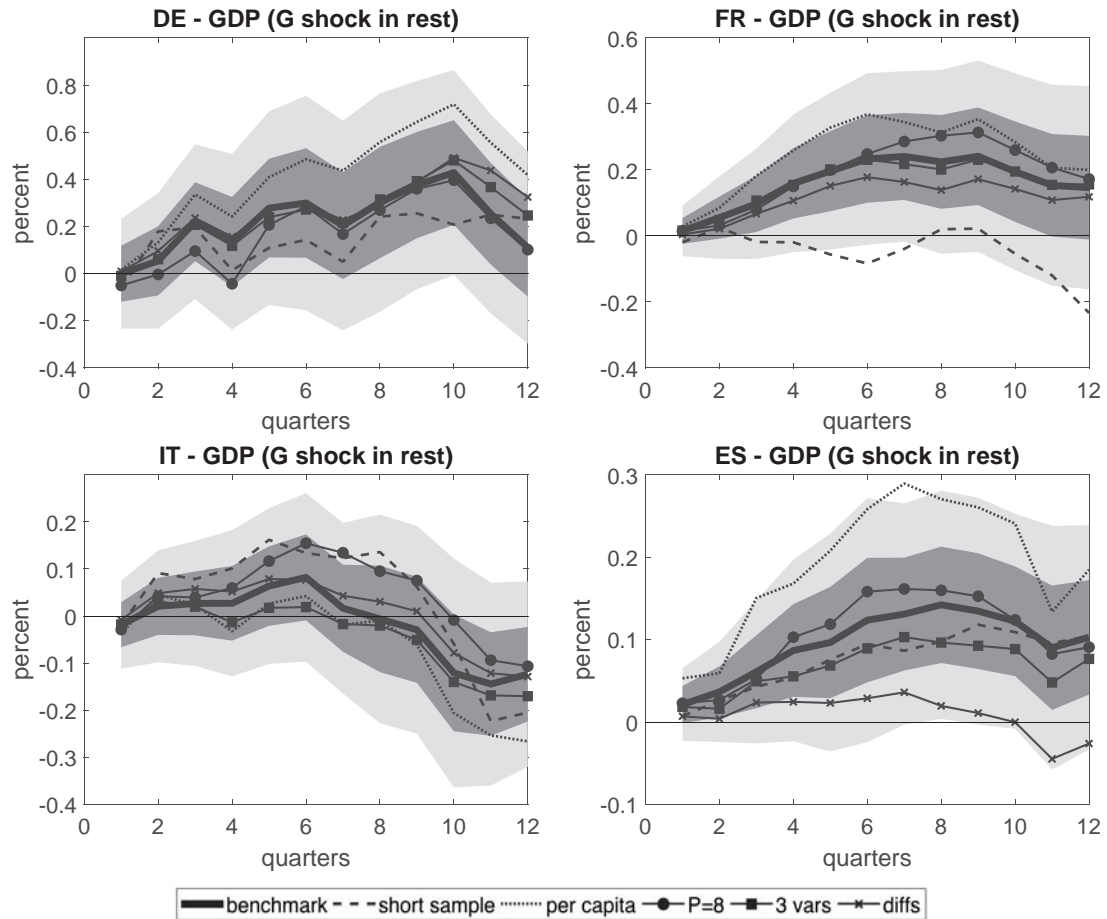 DE - GDP (G shock in rest)
percent
0.8
0.6
0.4
0.2
0
-0.2
-0.4
0 2 4 6 8 10 12
quarters
FR - GDP (G shock in rest)
percent
0.6
0.4
0.2
0
-0.2
-0.4
0 2 4 6 8 10 12
quarters
IT - GDP (G shock in rest)
percent
0.2
0.1
0
-0.1
-0.2
-0.3
-0.4
0 2 4 6 8 10 12
quarters
ES - GDP (G shock in rest)
percent
0.3
0.2
0.1
0
-0.1
0 2 4 6 8 10 12
quarters
benchmark short sample per capita P=8 3 vars diffs